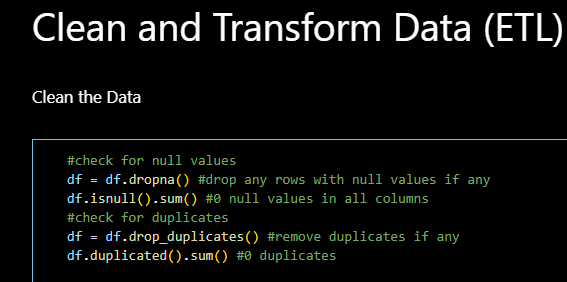 Clean and Transform Data (ETL)
Clean the Data
#check for null values
df = df.dropna() #drop any rows with null values if any
df.isnull().sum() #0 null values in all columns
#check for duplicates
df = df.drop_duplicates() #remove duplicates if any
df.duplicated().sum() #0 duplicates